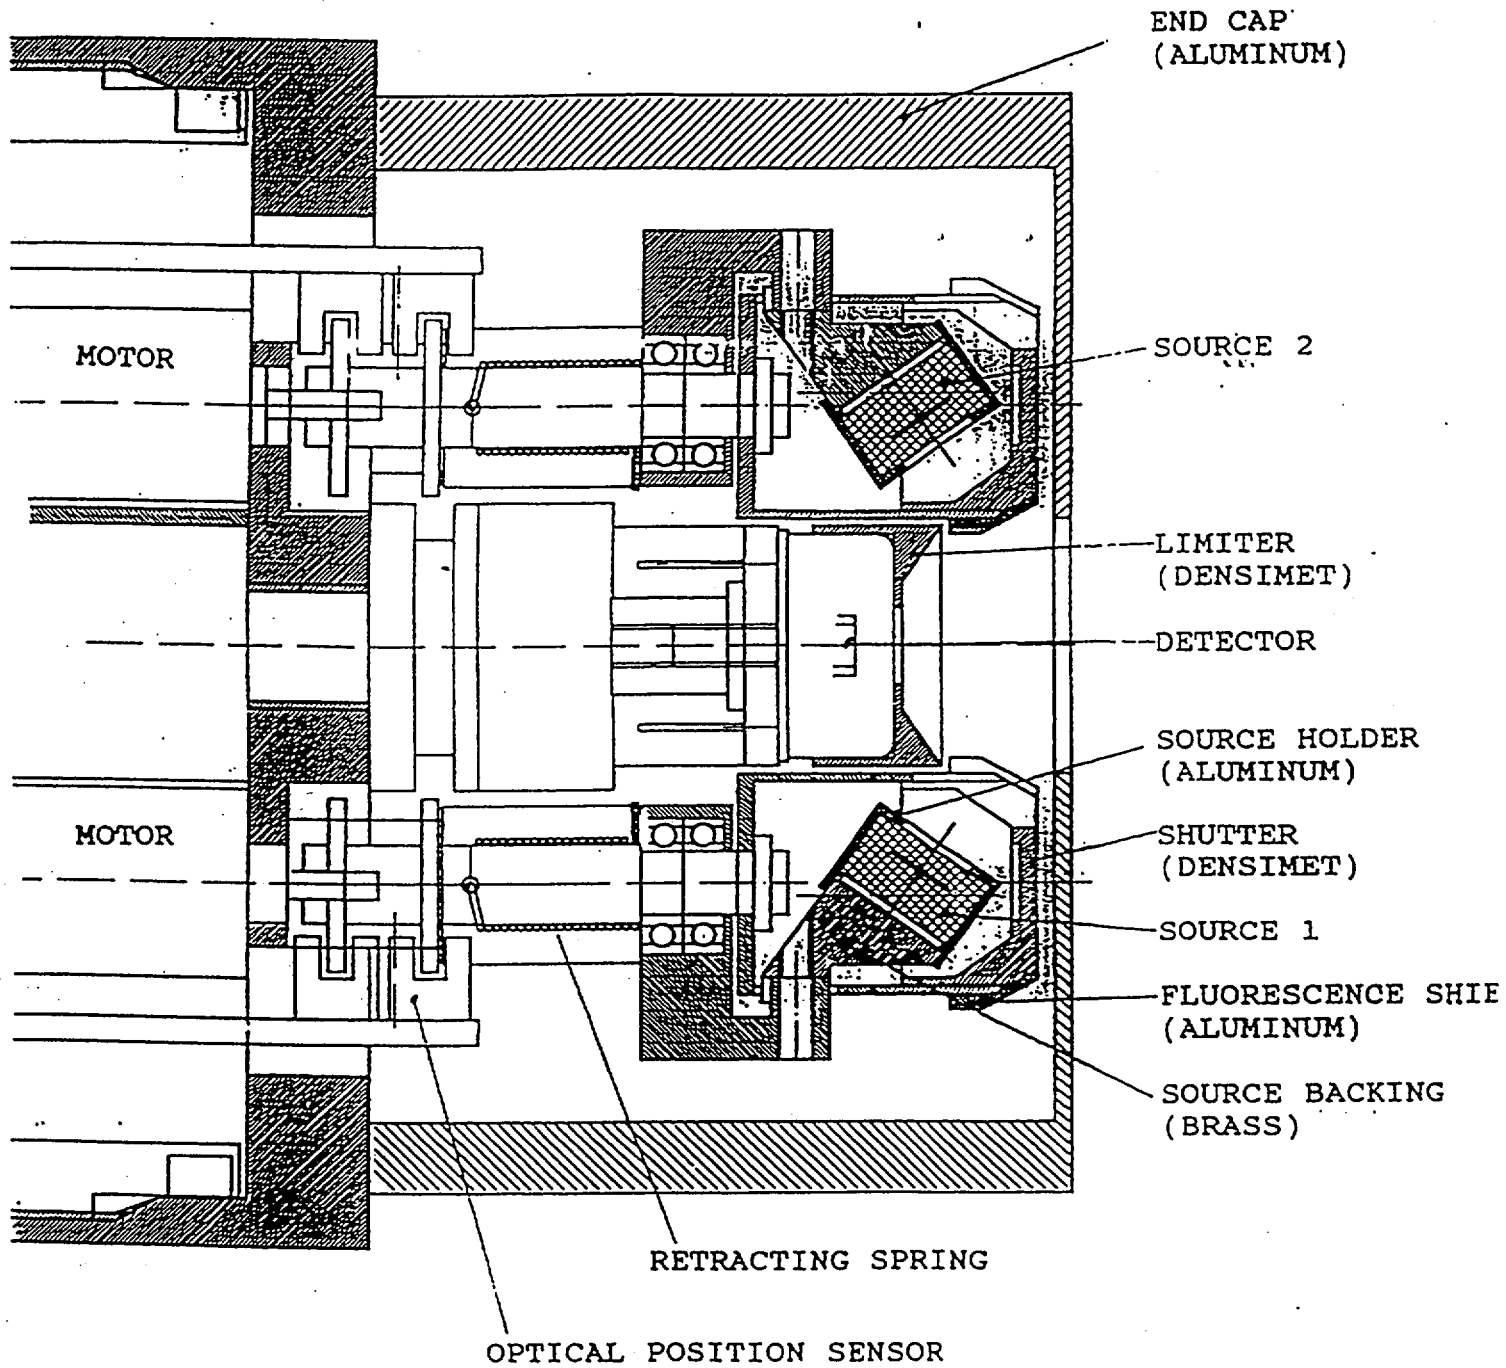 END CAP
(ALUMINUM)
MOTOR
SOURCE 2
LIMITER
(DENSIMET)
DETECTOR
SOURCE HOLDER
(ALUMINUM)
MOTOR
SHUTTER
(DENSIMET)
SOURCE 1
FLUORESCENCE SHIE
(ALUMINUM)
SOURCE BACKING
(BRASS)
RETRACTING SPRING
OPTICAL POSITION SENSOR